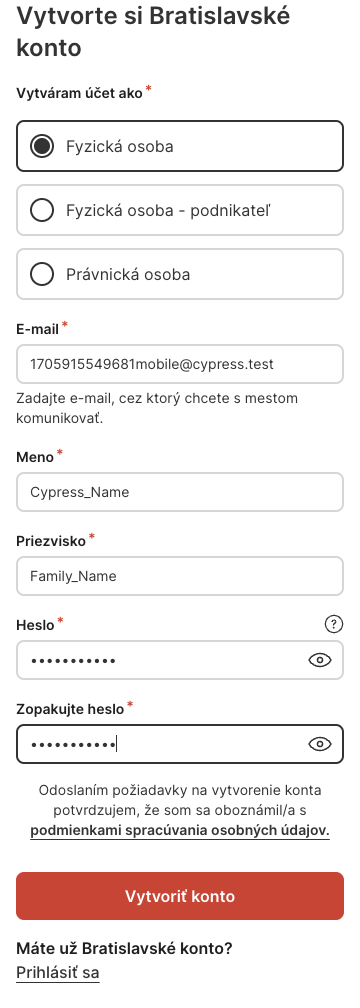 Vytvorte si Bratislavské
konto
Vytváram účet ako*
Fyzická osoba
Fyzická osoba - podnikateľ
Právnická osoba
E-mail*
1705915549681mobile@cypress.test
Zadajte e-mail, cez ktorý chcete s mestom
komunikovať.
Meno*
Cypress_Name
Priezvisko*
Family_Name
Heslo* ?
•••••••••••
Zopakujte heslo*
•••••••••••
Odoslaním požiadavky na vytvorenie konta
potvrdzujem, že som sa oboznámil/a s
podmienkami spracúvania osobných údajov.
Vytvoriť konto
Máte už Bratislavské konto?
Prihlásiť sa